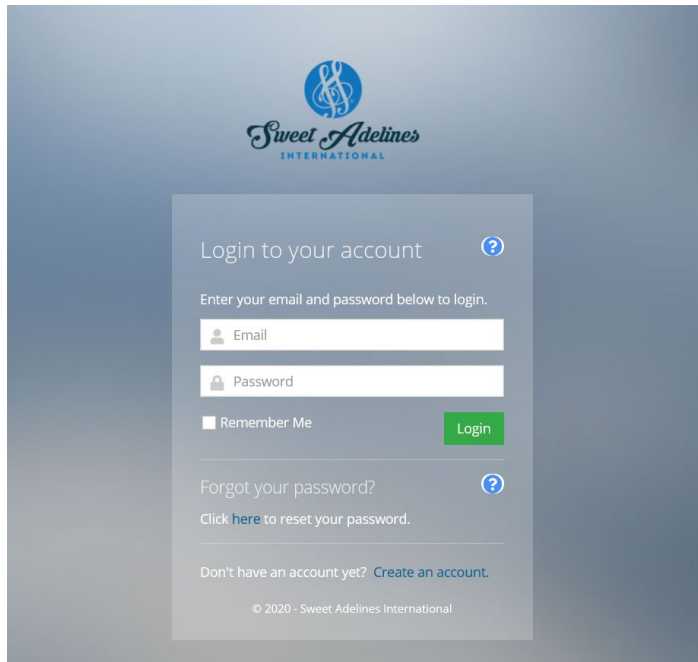 Sweet Adelines
INTERNATIONAL
Login to your account
?
Enter your email and password below to login.
Email
Password
Remember Me
Login
Forgot your password?
?
Click here to reset your password.
Don't have an account yet? Create an account.
© 2020 - Sweet Adelines International